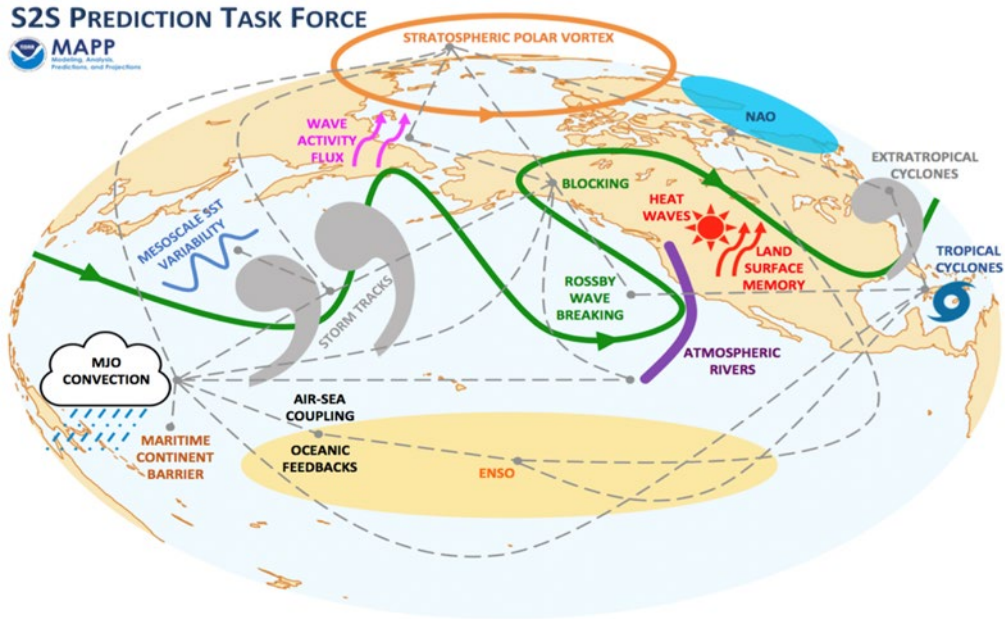 S2S PREDICTION TASK FORCE
NOAA
MAPP
Modeling, Analysis,
Predictions, and Projections
STRATOSPHERIC POLAR VORTEX
NAO
WAVE
ACTIVITY
FLUX
EXTRATROPICAL
CYCLONES
BLOCKING
HEAT
WAVES
MESOSCALE SST
VARIABILITY
LAND
SURFACE
MEMORY
TROPICAL
CYCLONES
ROSSBY
WAVE
BREAKING
STORM TRACKS
MJO
CONVECTION
ATMOSPHERIC
RIVERS
AIR-SEA
COUPLING
MARITIME
CONTINENT
BARRIER
OCEANIC
FEEDBACKS
ENSO